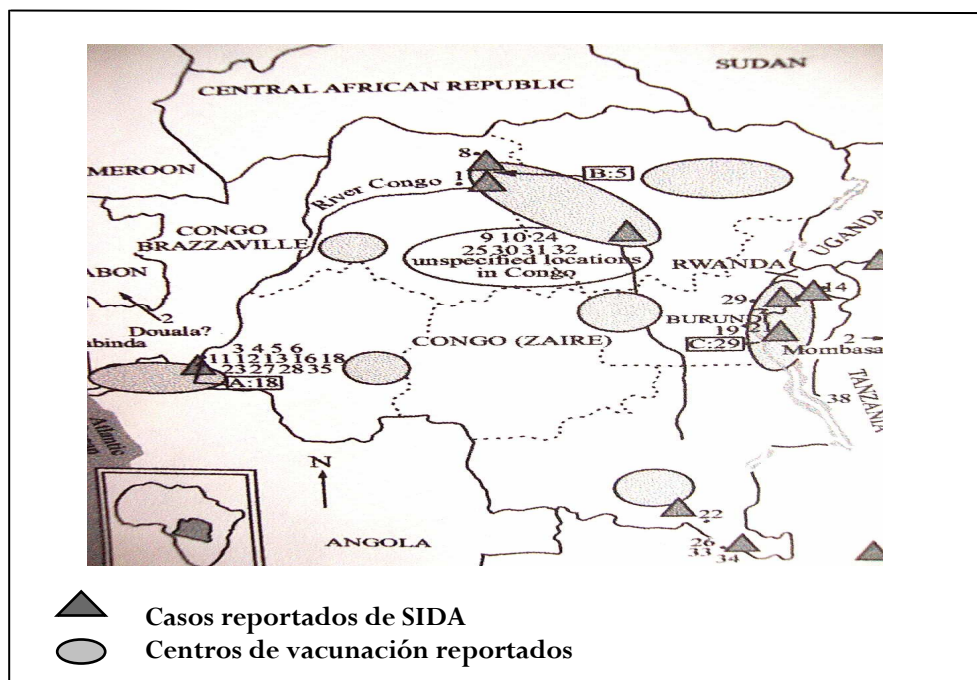 SUDAN
CENTRAL AFRICAN REPUBLIC
MEROON
8
B:5
1
River Congo
CONGO
BRAZZAVILLE
UGANDA
9 10 24
25 30 31 32
unspecified locations
in Congo
RWANDA
14
ABON
29
2
Douala?
BURUND
19 21
C:29
2
Mombasa
abinda
3 4 5 6
11 12 13 16 18
23 27 28 35
A:18
CONGO (ZAIRE)
TANZANIA
38
Atlantic
N
22
ANGOLA
26
33
34
Casos reportados de SIDA
Centros de vacunación reportados